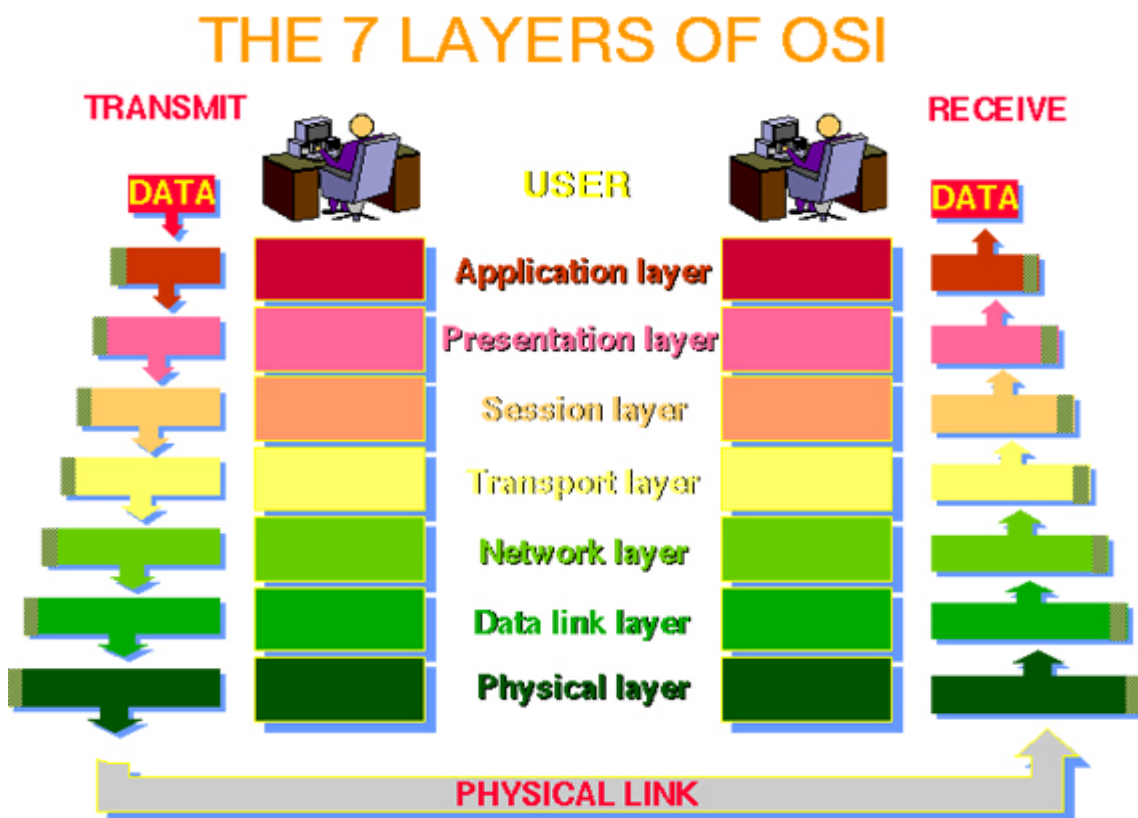 THE 7 LAYERS OF OSI
TRANSMIT
RECEIVE
DATA
USER
DATA
Application layer
Presentation layer
Session layer
Transport layer
Network layer
Data link layer
Physical layer
PHYSICAL LINK